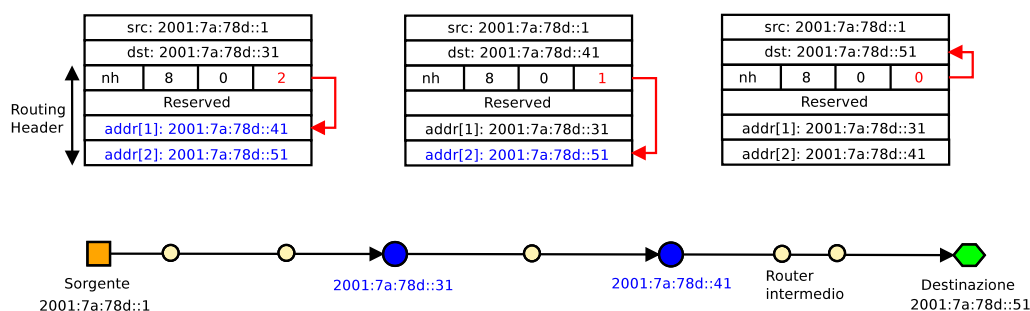 src: 2001:7a:78d::1
dst: 2001:7a:78d::31
nh 8 0 2
Reserved
addr[1]: 2001:7a:78d::41
addr[2]: 2001:7a:78d::51
Routing
Header
src: 2001:7a:78d::1
dst: 2001:7a:78d::41
nh 8 0 1
Reserved
addr[1]: 2001:7a:78d::31
addr[2]: 2001:7a:78d::51
src: 2001:7a:78d::1
dst: 2001:7a:78d::51
nh 8 0 0
Reserved
addr[1]: 2001:7a:78d::31
addr[2]: 2001:7a:78d::41
Sorgente
2001:7a:78d::1
2001:7a:78d::31
2001:7a:78d::41
Router
intermedio
Destinazione
2001:7a:78d::51